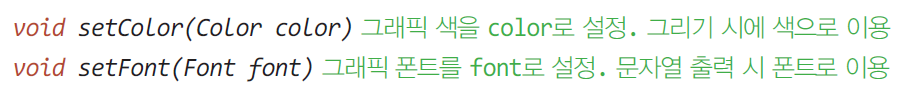 void setColor(Color color) 그래픽 색을 color로 설정. 그리기 시에 색으로 이용
void setFont(Font font) 그래픽 폰트를 font로 설정. 문자열 출력 시 폰트로 이용